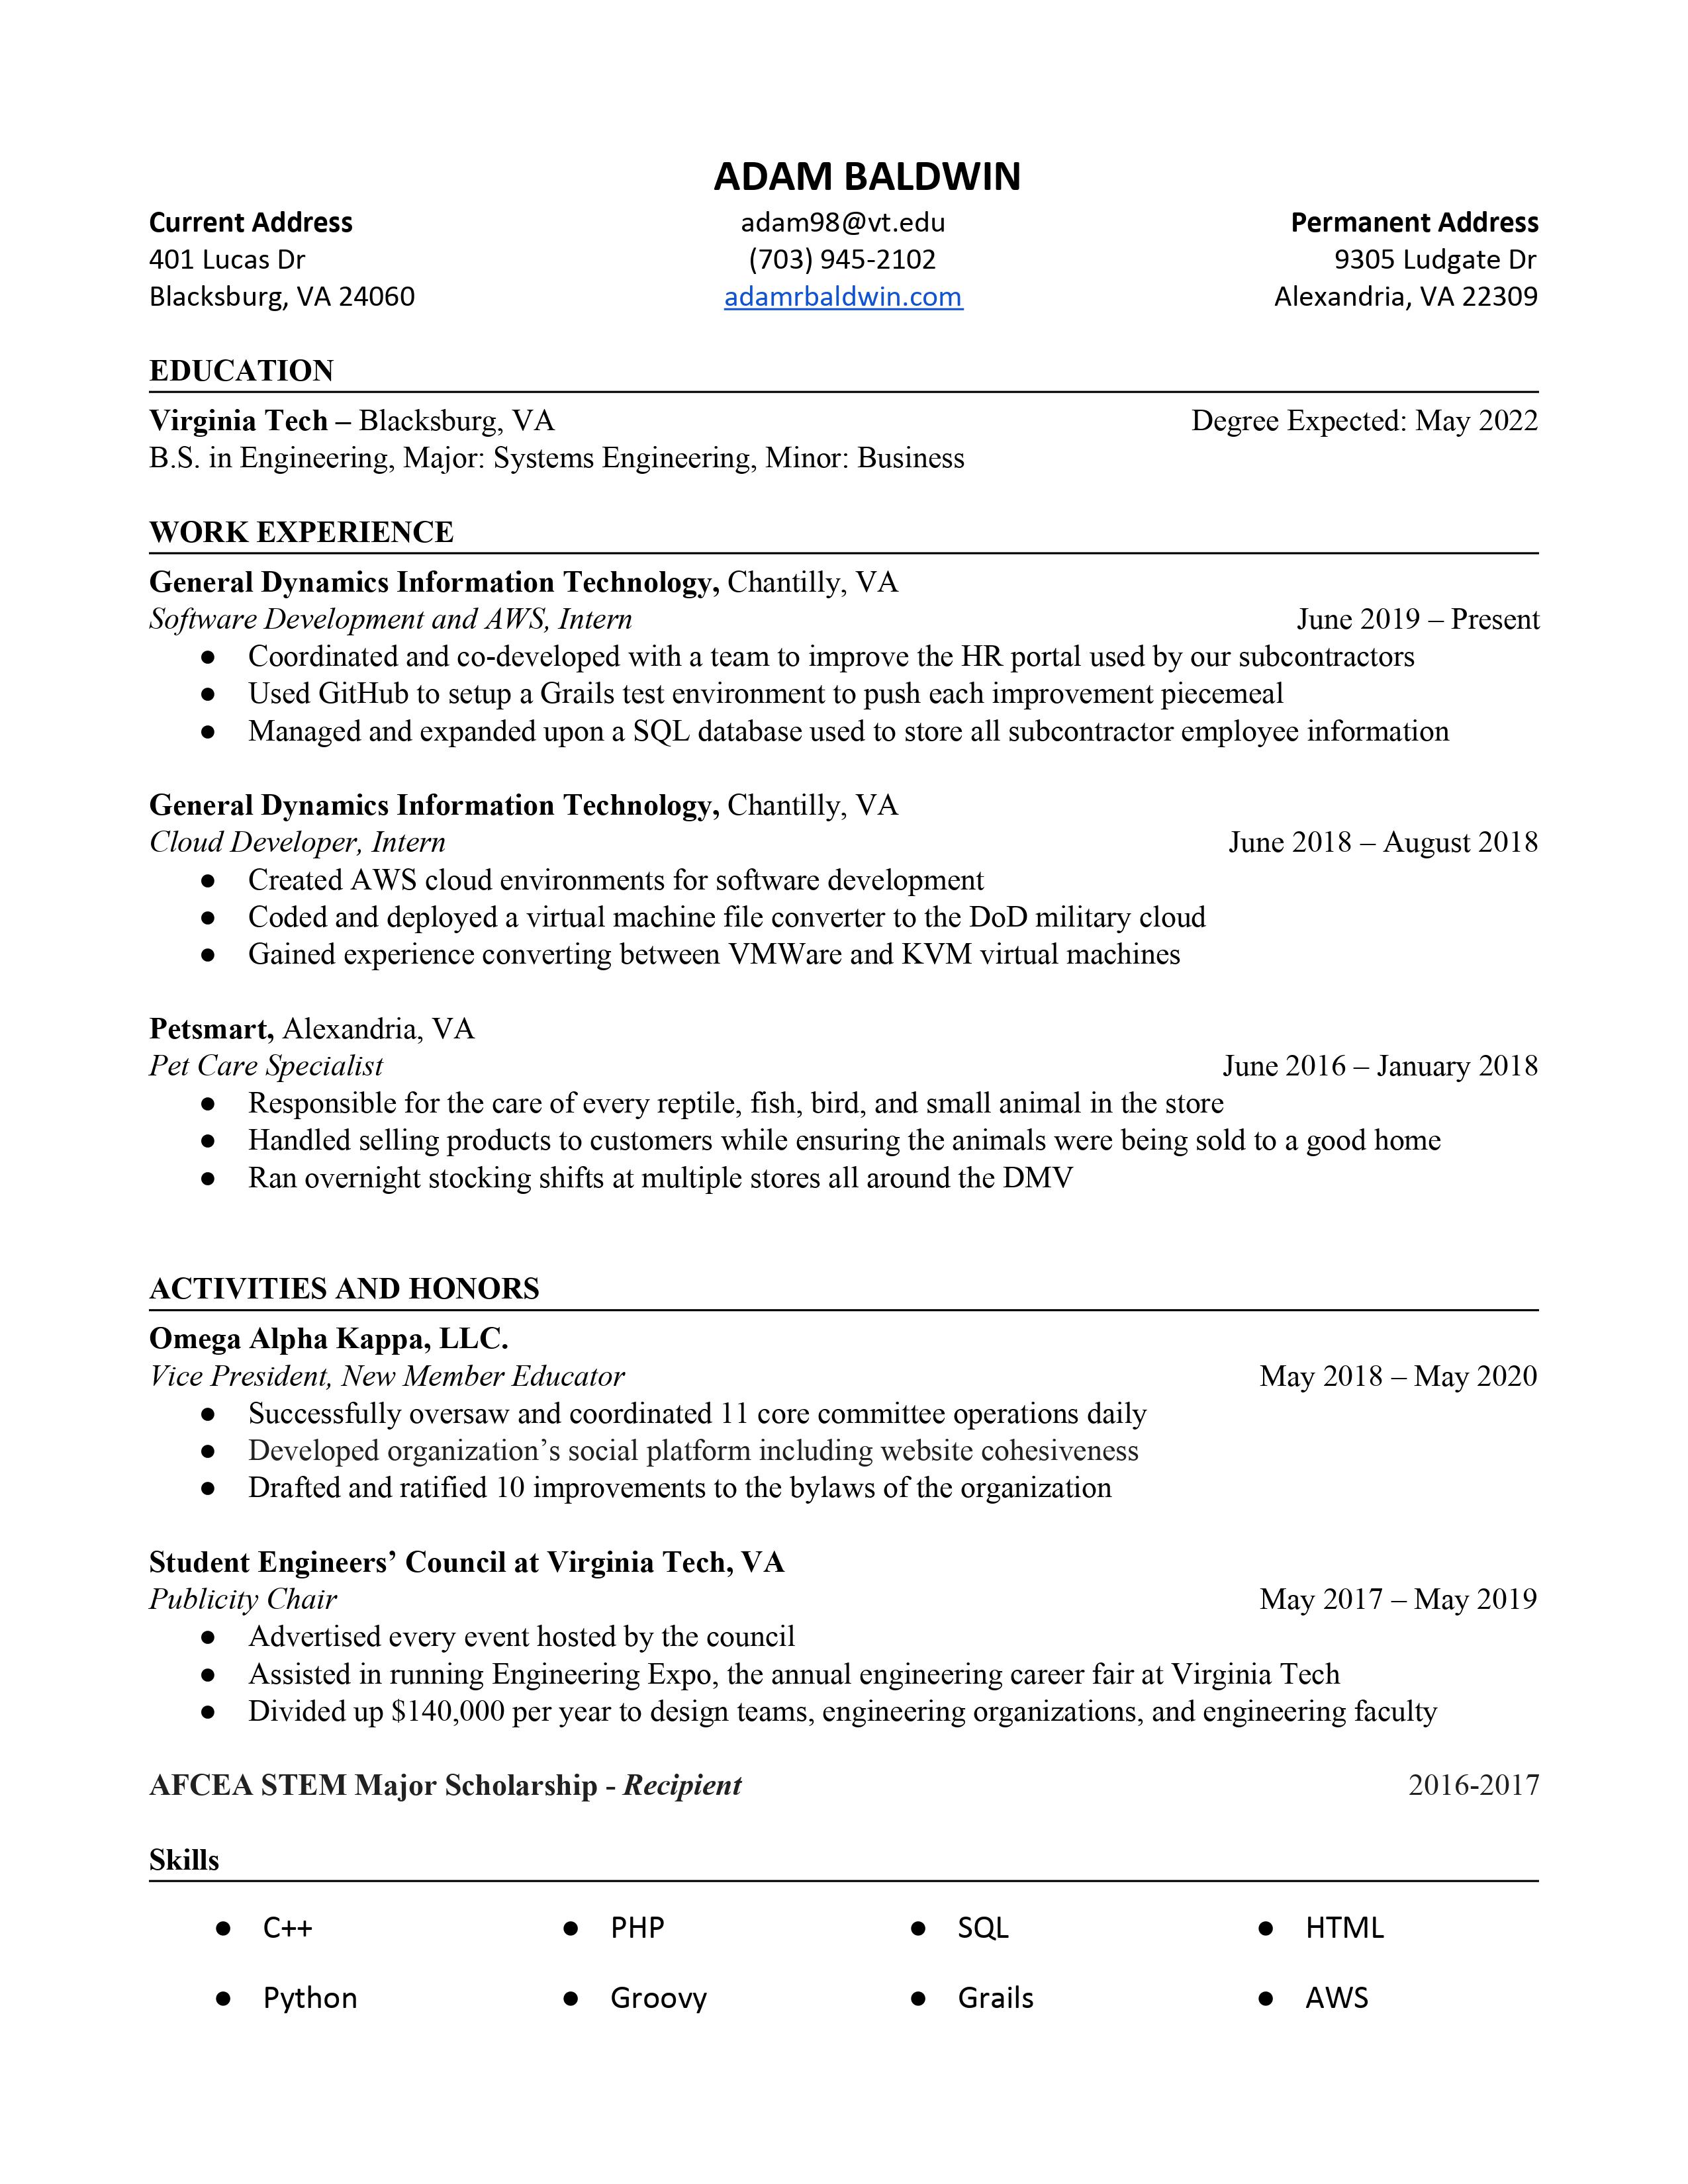 ADAM BALDWIN
Current Address adam98@vt.edu Permanent Address
401 Lucas Dr (703) 945-2102 9305 Ludgate Dr
Blacksburg, VA 24060 adamrbaldwin.com Alexandria, VA 22309
EDUCATION
Virginia Tech – Blacksburg, VA Degree Expected: May 2022
B.S. in Engineering, Major: Systems Engineering, Minor: Business
WORK EXPERIENCE
General Dynamics Information Technology, Chantilly, VA
Software Development and AWS, Intern June 2019 – Present
● Coordinated and co-developed with a team to improve the HR portal used by our subcontractors
● Used GitHub to setup a Grails test environment to push each improvement piecemeal
● Managed and expanded upon a SQL database used to store all subcontractor employee information
General Dynamics Information Technology, Chantilly, VA
Cloud Developer, Intern June 2018 – August 2018
● Created AWS cloud environments for software development
● Coded and deployed a virtual machine file converter to the DoD military cloud
● Gained experience converting between VMWare and KVM virtual machines
Petsmart, Alexandria, VA
Pet Care Specialist June 2016 – January 2018
● Responsible for the care of every reptile, fish, bird, and small animal in the store
● Handled selling products to customers while ensuring the animals were being sold to a good home
● Ran overnight stocking shifts at multiple stores all around the DMV
ACTIVITIES AND HONORS
Omega Alpha Kappa, LLC.
Vice President, New Member Educator May 2018 – May 2020
● Successfully oversaw and coordinated 11 core committee operations daily
● Developed organization’s social platform including website cohesiveness
● Drafted and ratified 10 improvements to the bylaws of the organization
Student Engineers’ Council at Virginia Tech, VA
Publicity Chair May 2017 – May 2019
● Advertised every event hosted by the council
● Assisted in running Engineering Expo, the annual engineering career fair at Virginia Tech
● Divided up $140,000 per year to design teams, engineering organizations, and engineering faculty
AFCEA STEM Major Scholarship - Recipient 2016-2017
Skills
● C++ ● PHP ● SQL ● HTML
● Python ● Groovy ● Grails ● AWS